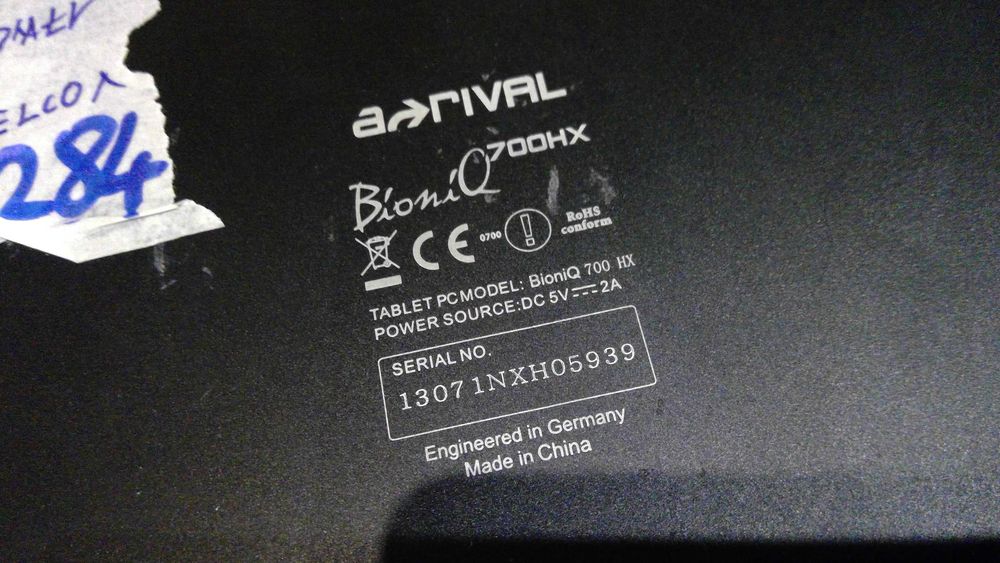 284
a→rival
BioniQ 700HX
CE 0700 !
RoHS
conform
TABLET PC MODEL: BioniQ 700 HX
POWER SOURCE:DC 5V⎓2A
SERIAL NO.
13071NXH05939
Engineered in Germany
Made in China